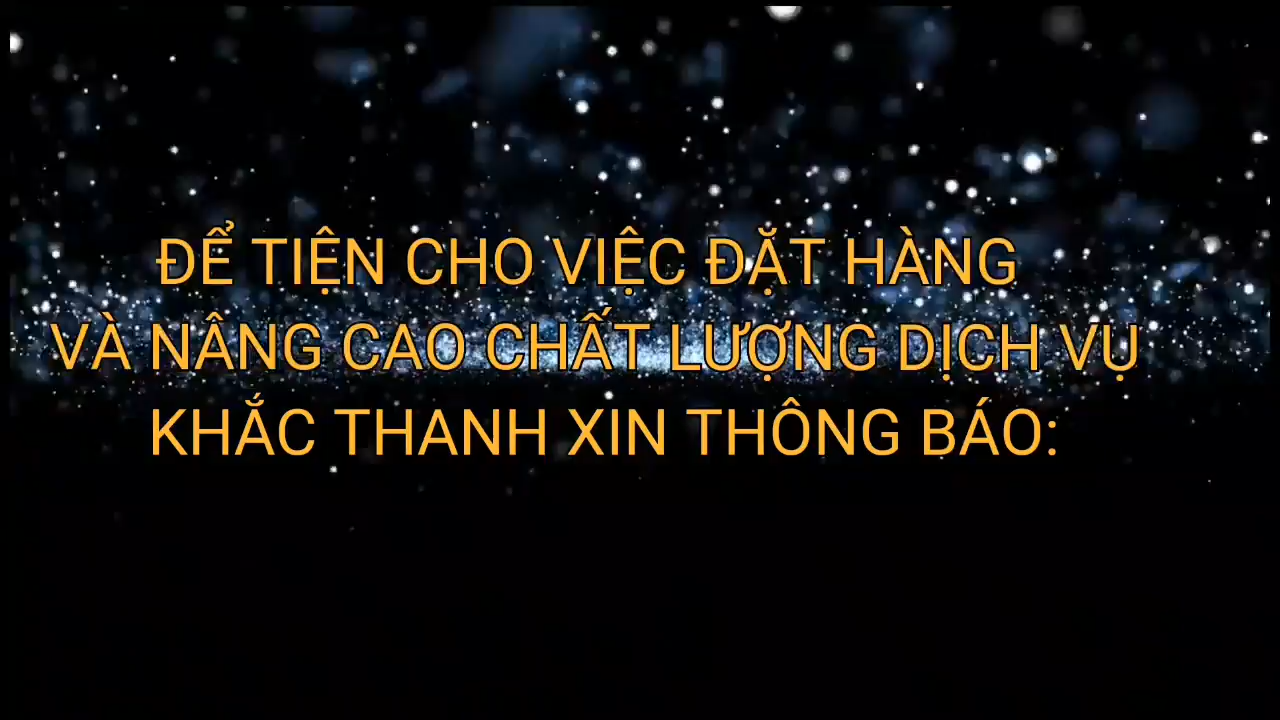 ĐỂ TIỆN CHO VIỆC ĐẶT HÀNG
VÀ NÂNG CAO CHẤT LƯỢNG DỊCH VỤ
KHẮC THANH XIN THÔNG BÁO: